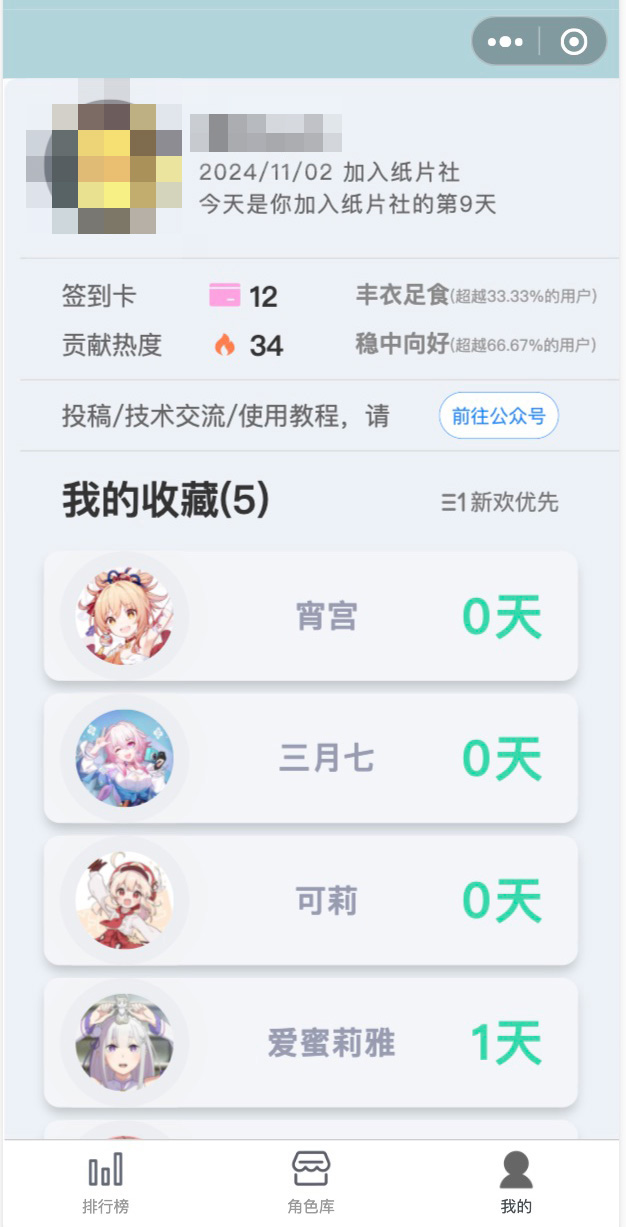 2024/11/02 加入纸片社
今天是你加入纸片社的第9天
签到卡 12 丰衣足食(超越33.33%的用户)
贡献热度 34 稳中向好(超越66.67%的用户)
投稿/技术交流/使用教程，请 前往公众号
我的收藏(5) 新欢优先
宵宫 0天
三月七 0天
可莉 0天
爱蜜莉雅 1天
排行榜 角色库 我的